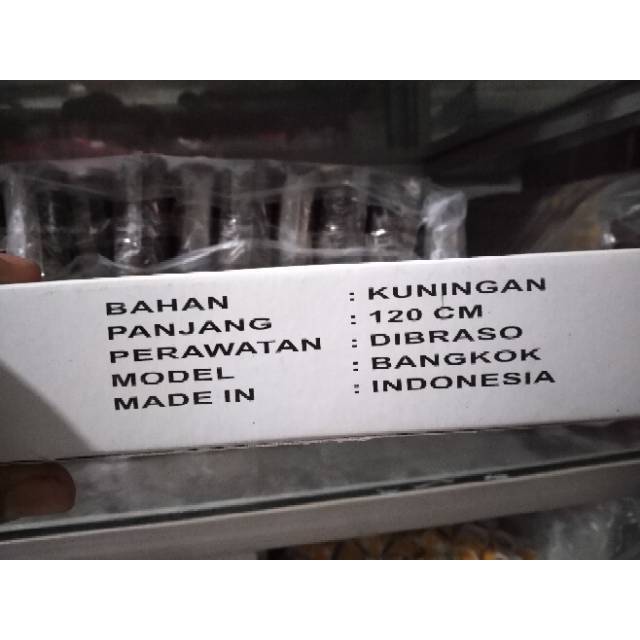 BAHAN : KUNINGAN
PANJANG : 120 CM
PERAWATAN : DIBRASO
MODEL : BANGKOK
MADE IN : INDONESIA